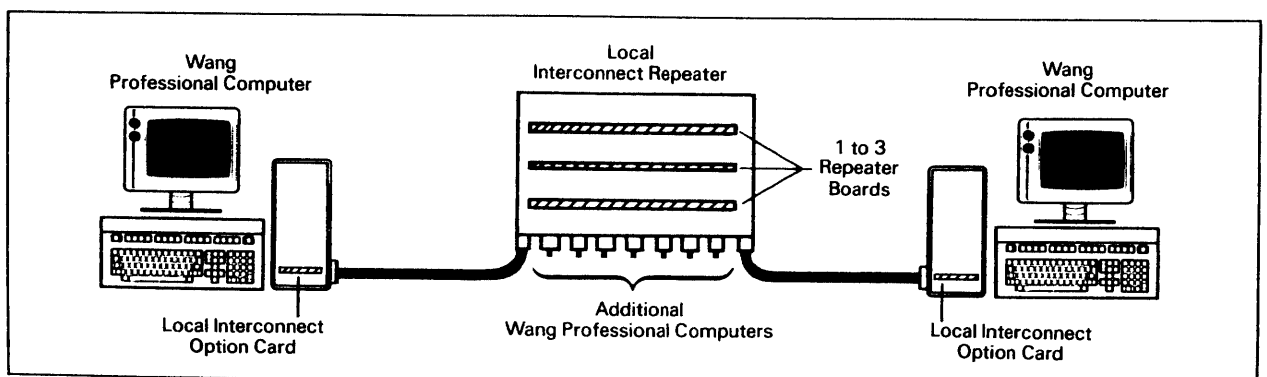 Wang
Professional Computer
Local
Interconnect Repeater
Wang
Professional Computer
1 to 3
Repeater
Boards
Local Interconnect
Option Card
Additional
Wang Professional Computers
Local Interconnect
Option Card